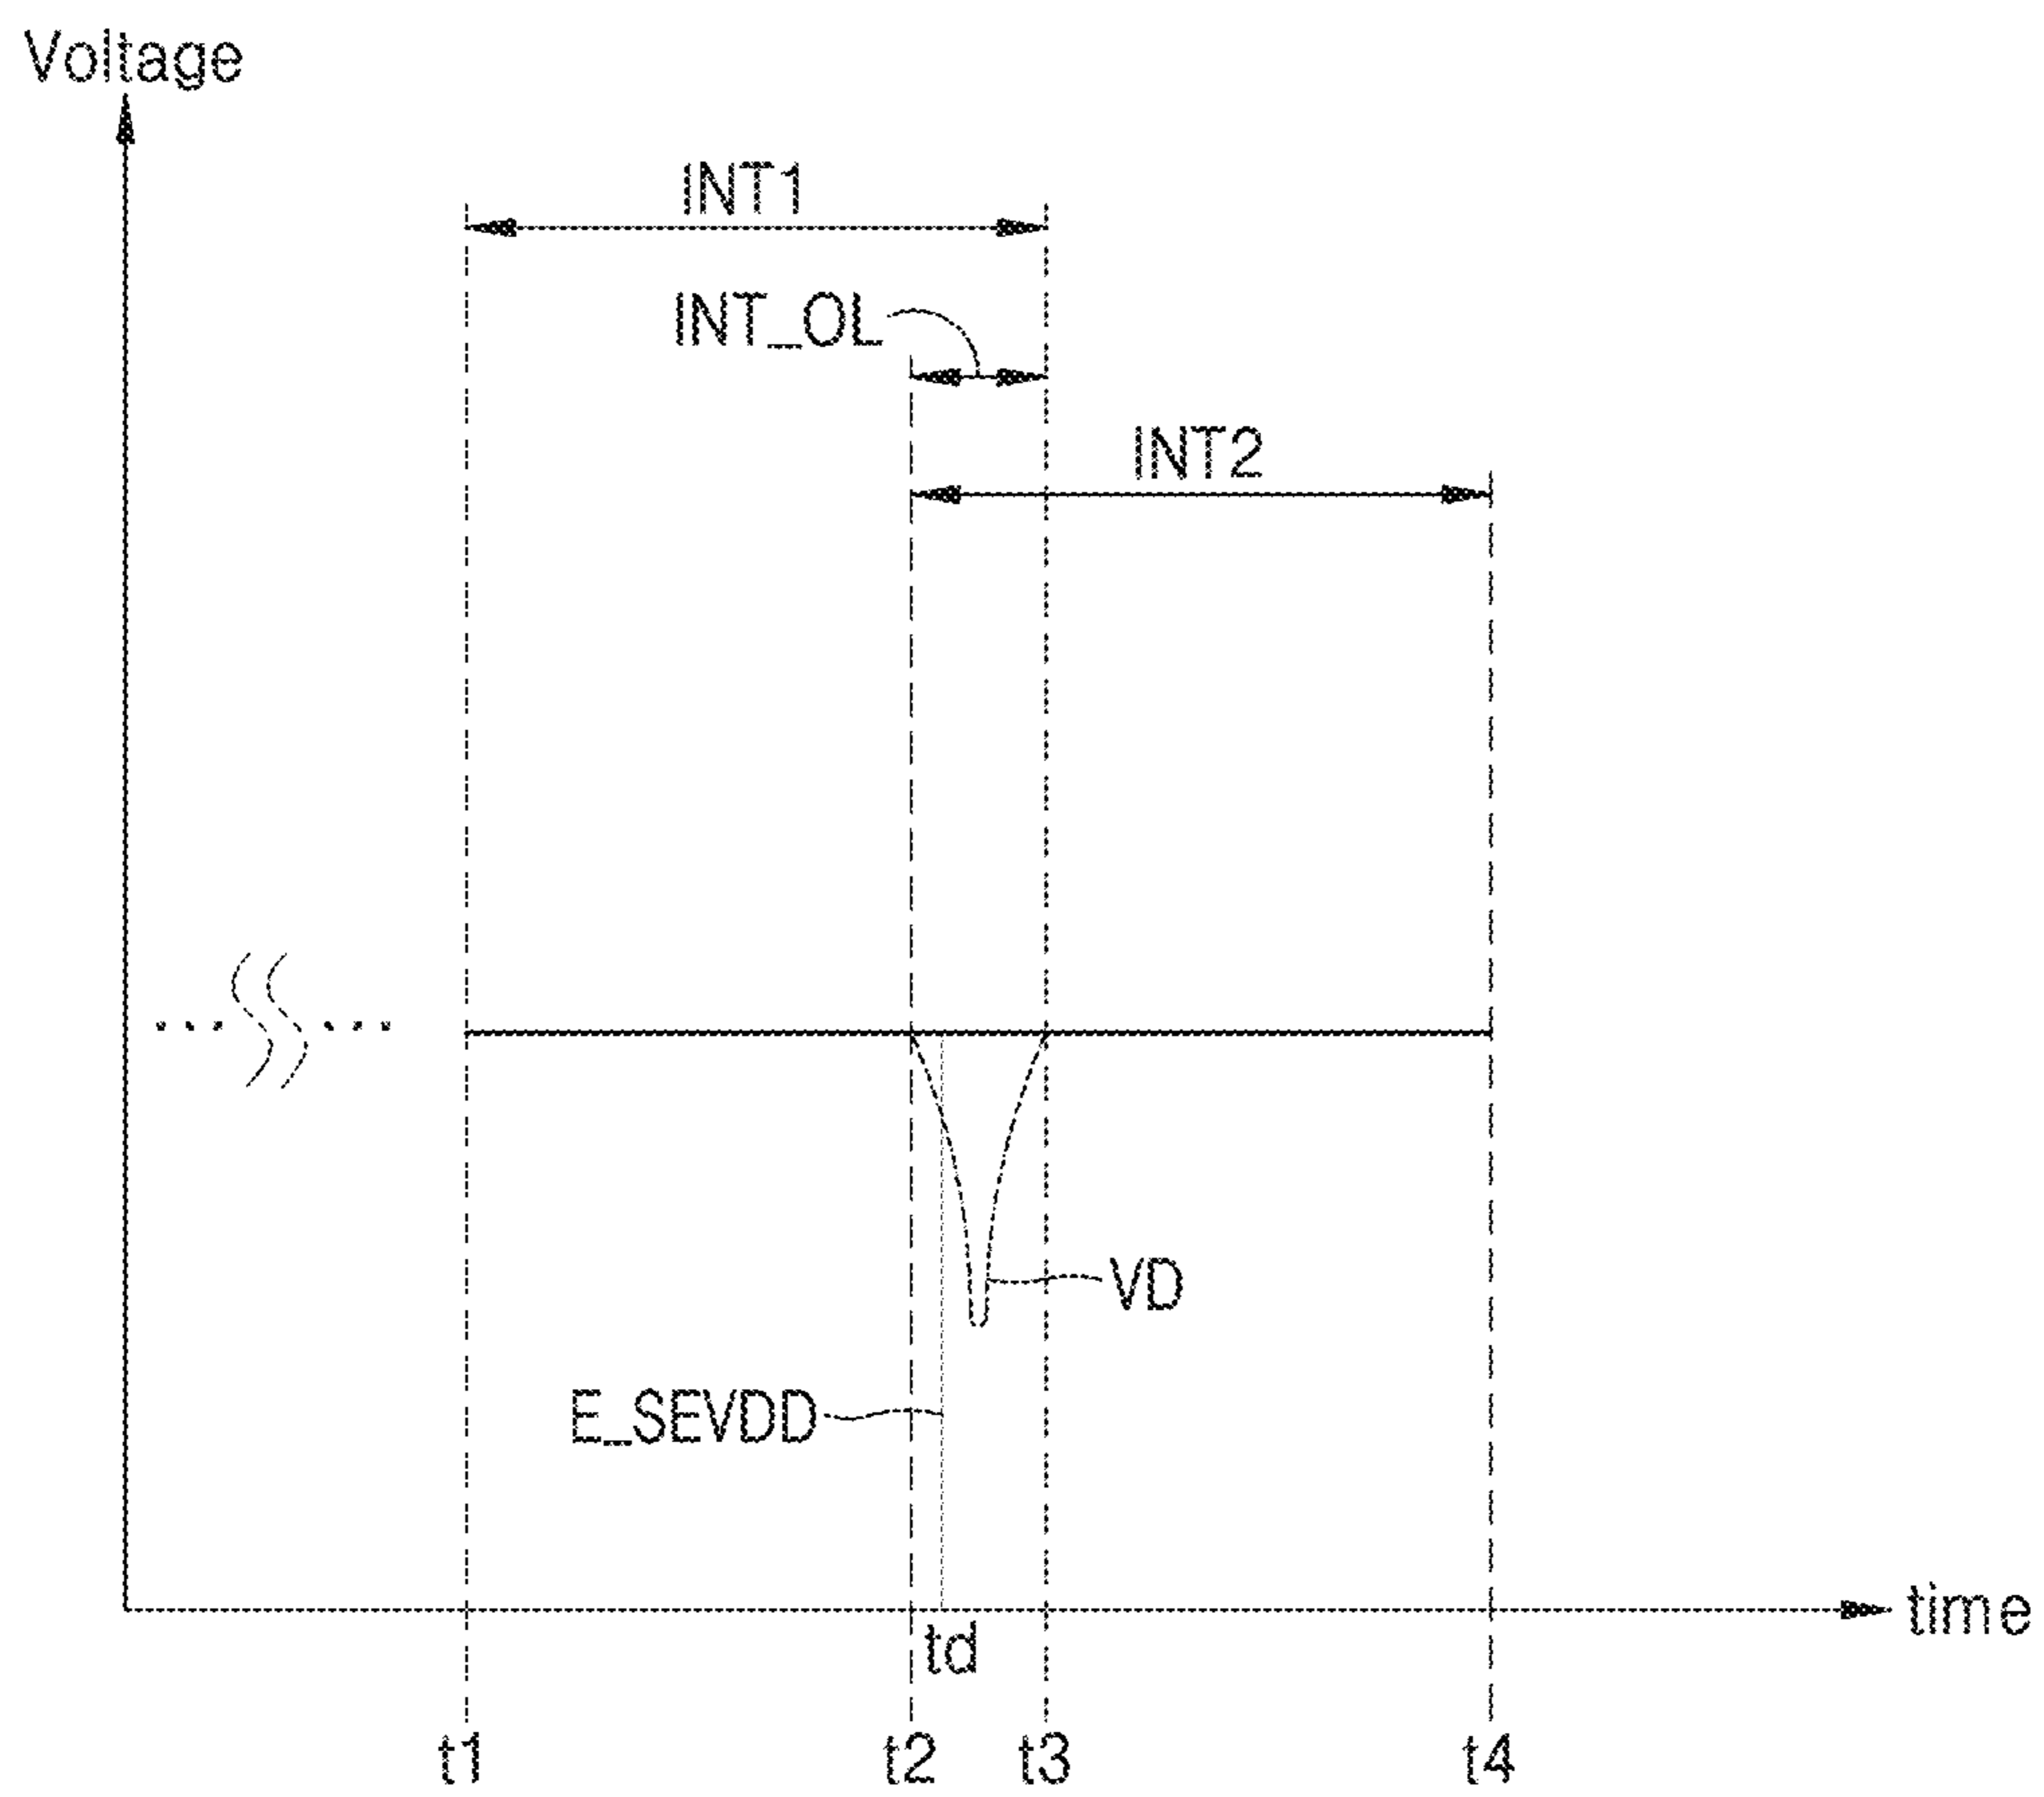 Voltage
INT1
INT_OL
INT2
VD
E_SEVDD
time
td
t1 t2 t3 t4